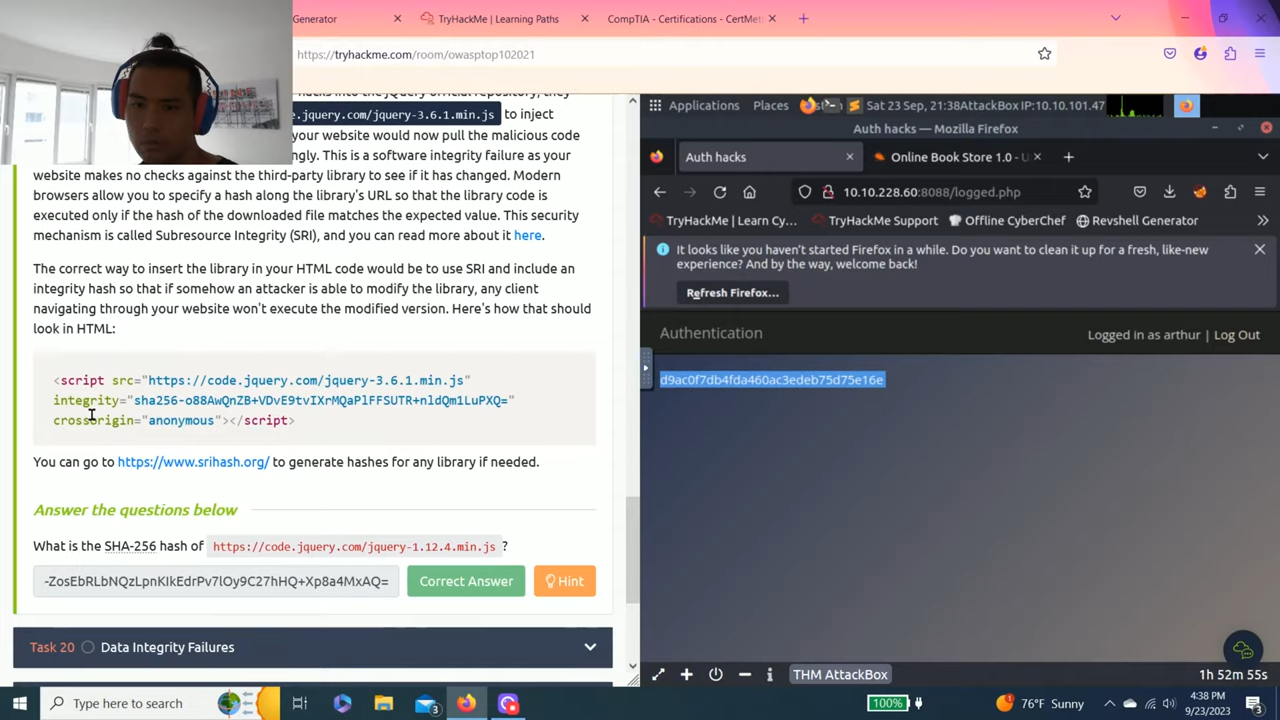 Generator
TryHackMe | Learning Paths
CompTIA - Certifications - CertMet
https://tryhackme.com/room/owasptop102021
hacks into the jQuery official repository, they
e.jquery.com/jquery-3.6.1.min.js to inject
your website would now pull the malicious code
ngly. This is a software integrity failure as your
website makes no checks against the third-party library to see if it has changed. Modern
browsers allow you to specify a hash along the library's URL so that the library code is
executed only if the hash of the downloaded file matches the expected value. This security
mechanism is called Subresource Integrity (SRI), and you can read more about it here.
The correct way to insert the library in your HTML code would be to use SRI and include an
integrity hash so that if somehow an attacker is able to modify the library, any client
navigating through your website won't execute the modified version. Here's how that should
look in HTML:
<script src="https://code.jquery.com/jquery-3.6.1.min.js"
integrity="sha256-o88AwQnZB+VDvE9tvIXrMQaPlFFSUTR+nldQm1LuPXQ="
crossorigin="anonymous"></script>
You can go to https://www.srihash.org/ to generate hashes for any library if needed.
Answer the questions below
What is the SHA-256 hash of https://code.jquery.com/jquery-1.12.4.min.js ?
-ZosEbRLbNQzLpnKIkEdrPv7lOy9C27hHQ+Xp8a4MxAQ=
Correct Answer
Hint
Task 20
Data Integrity Failures
Applications
Places
Sat 23 Sep, 21:38
AttackBox IP:10.10.101.47
Auth hacks — Mozilla Firefox
Auth hacks
Online Book Store 1.0 - U
10.10.228.60:8088/logged.php
TryHackMe | Learn Cy...
TryHackMe Support
Offline CyberChef
Revshell Generator
It looks like you haven't started Firefox in a while. Do you want to clean it up for a fresh, like-new
experience? And by the way, welcome back!
Refresh Firefox...
Authentication
Logged in as arthur | Log Out
d9ac0f7db4fda460ac3edeb75d75e16e
THM AttackBox
1h 52m 55s
Type here to search
3
100%
76°F Sunny
4:38 PM
9/23/2023
3